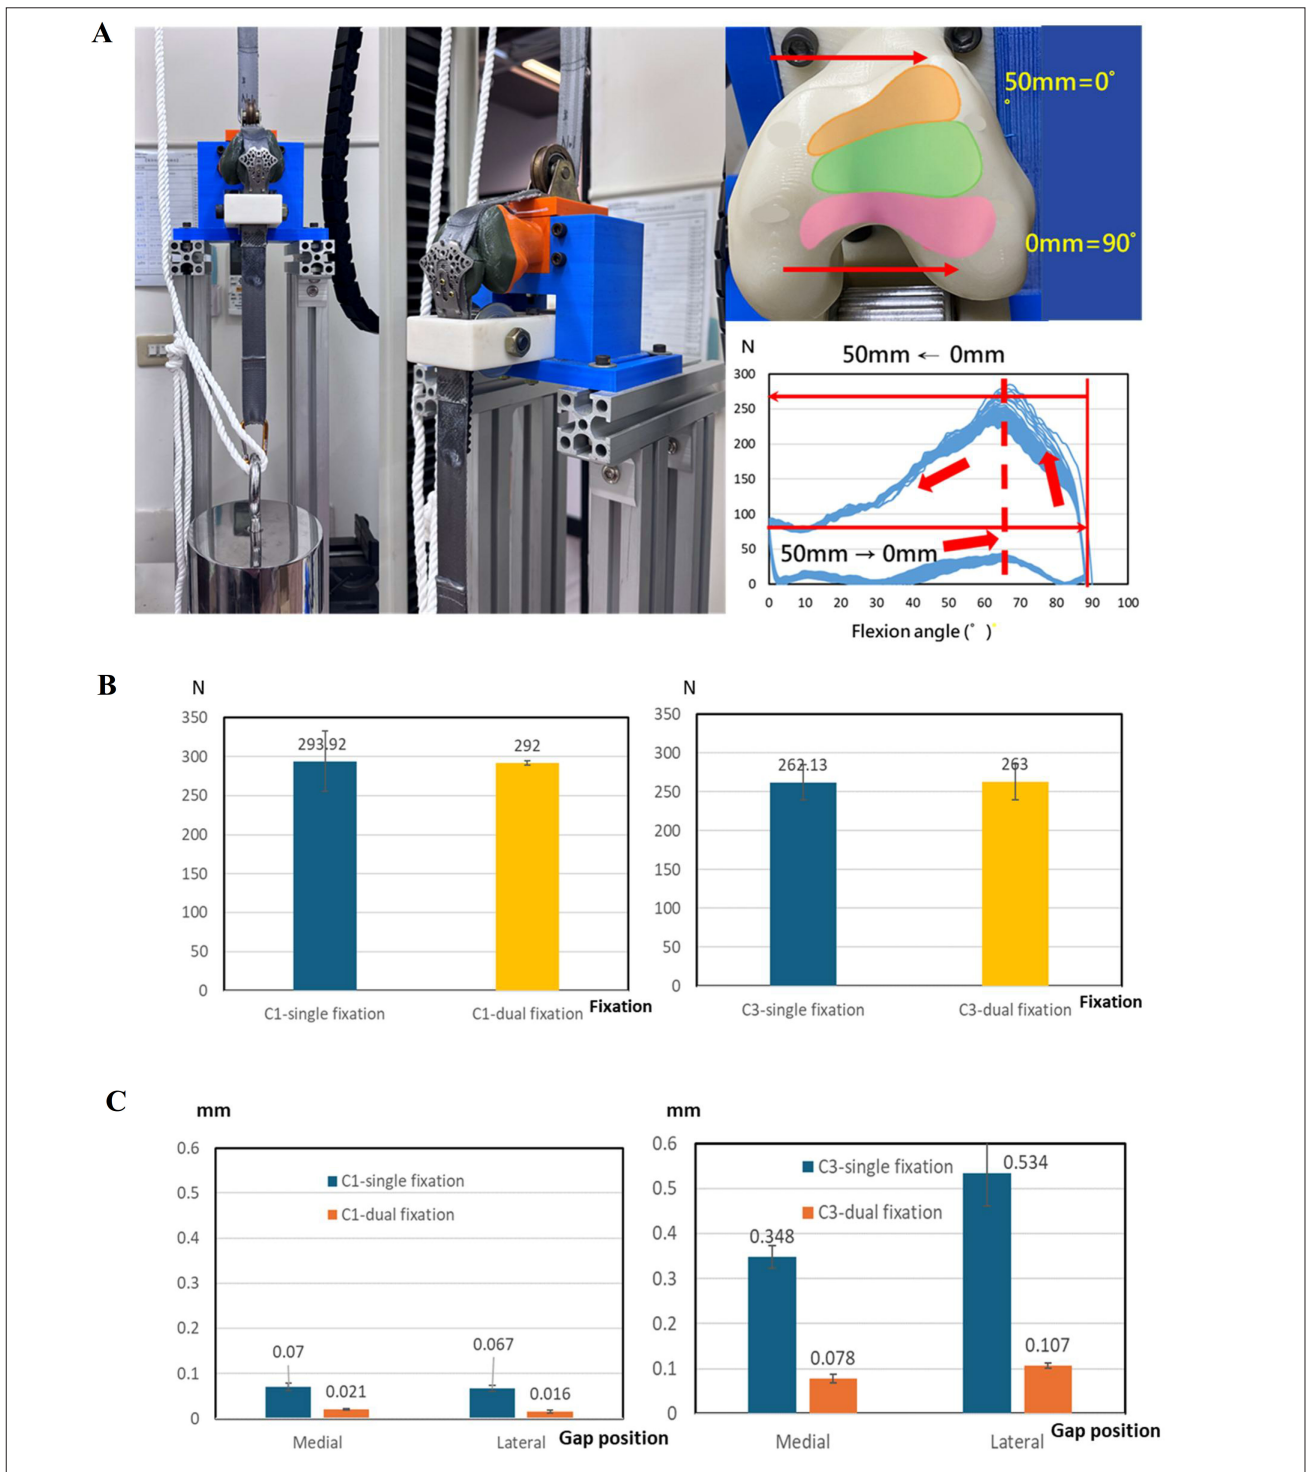 A
50mm=0°
°
0mm=90°
N
50mm ← 0mm
300
250
200
150
100
50
0
50mm → 0mm
0 10 20 30 40 50 60 70 80 90 100
Flexion angle (° )°
B
N
350
300
250
200
150
100
50
0
293.92
292
C1-single fixation
C1-dual fixation
Fixation
N
350
300
250
200
150
100
50
0
262.13
263
C3-single fixation
C3-dual fixation
Fixation
C
mm
0.6
0.5
0.4
0.3
0.2
0.1
0
C1-single fixation
C1-dual fixation
0.07
0.021
0.067
0.016
Medial
Lateral
Gap position
mm
0.6
0.5
0.4
0.3
0.2
0.1
0
C3-single fixation
C3-dual fixation
0.348
0.078
0.534
0.107
Medial
Lateral
Gap position